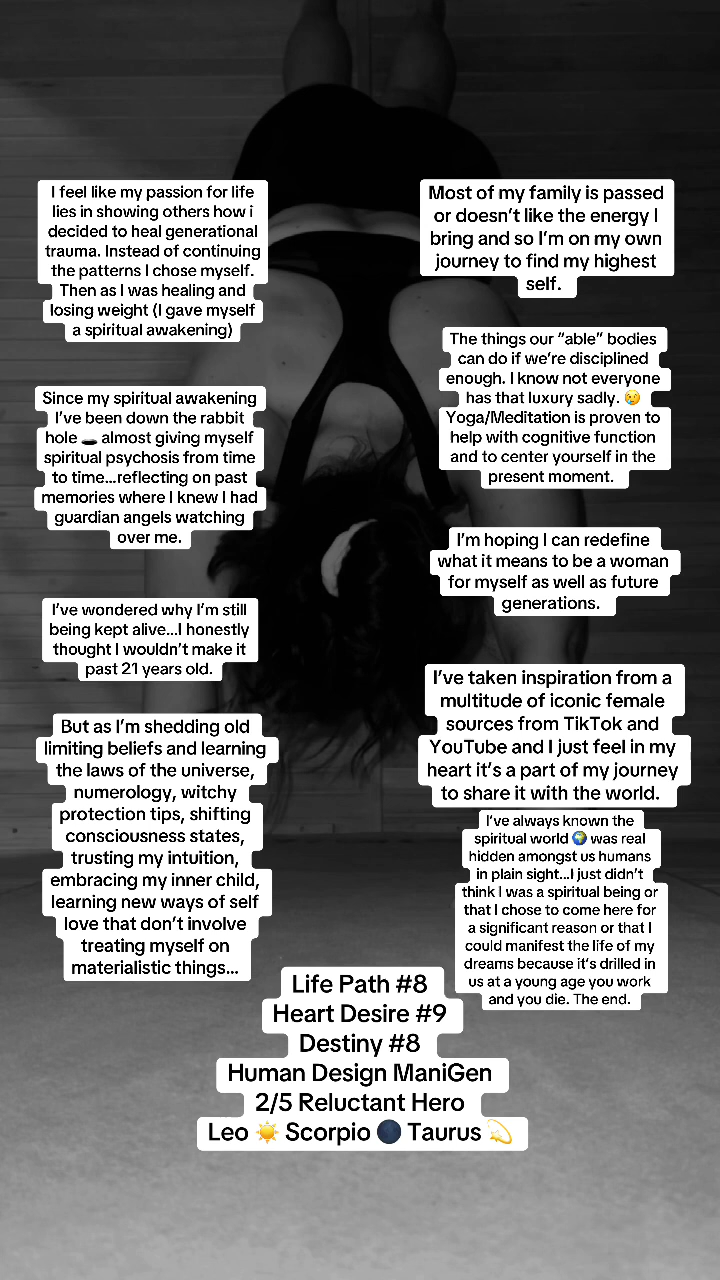 I feel like my passion for life
lies in showing others how i
decided to heal generational
trauma. Instead of continuing
the patterns I chose myself.
Then as I was healing and
losing weight (I gave myself
a spiritual awakening)
Since my spiritual awakening
I've been down the rabbit
hole 🕳️ almost giving myself
spiritual psychosis from time
to time...reflecting on past
memories where I knew I had
guardian angels watching
over me.
I've wondered why I'm still
being kept alive...I honestly
thought I wouldn't make it
past 21 years old.
But as I'm shedding old
limiting beliefs and learning
the laws of the universe,
numerology, witchy
protection tips, shifting
consciousness states,
trusting my intuition,
embracing my inner child,
learning new ways of self
love that don't involve
treating myself on
materialistic things...
Most of my family is passed
or doesn't like the energy I
bring and so I'm on my own
journey to find my highest
self.
The things our “able” bodies
can do if we're disciplined
enough. I know not everyone
has that luxury sadly. 😢
Yoga/Meditation is proven to
help with cognitive function
and to center yourself in the
present moment.
I'm hoping I can redefine
what it means to be a woman
for myself as well as future
generations.
I've taken inspiration from a
multitude of iconic female
sources from TikTok and
YouTube and I just feel in my
heart it's a part of my journey
to share it with the world.
I've always known the
spiritual world 🌍 was real
hidden amongst us humans
in plain sight...I just didn't
think I was a spiritual being or
that I chose to come here for
a significant reason or that I
could manifest the life of my
dreams because it's drilled in
us at a young age you work
and you die. The end.
Life Path #8
Heart Desire #9
Destiny #8
Human Design ManiGen
2/5 Reluctant Hero
Leo ☀️ Scorpio 🌑 Taurus 💫